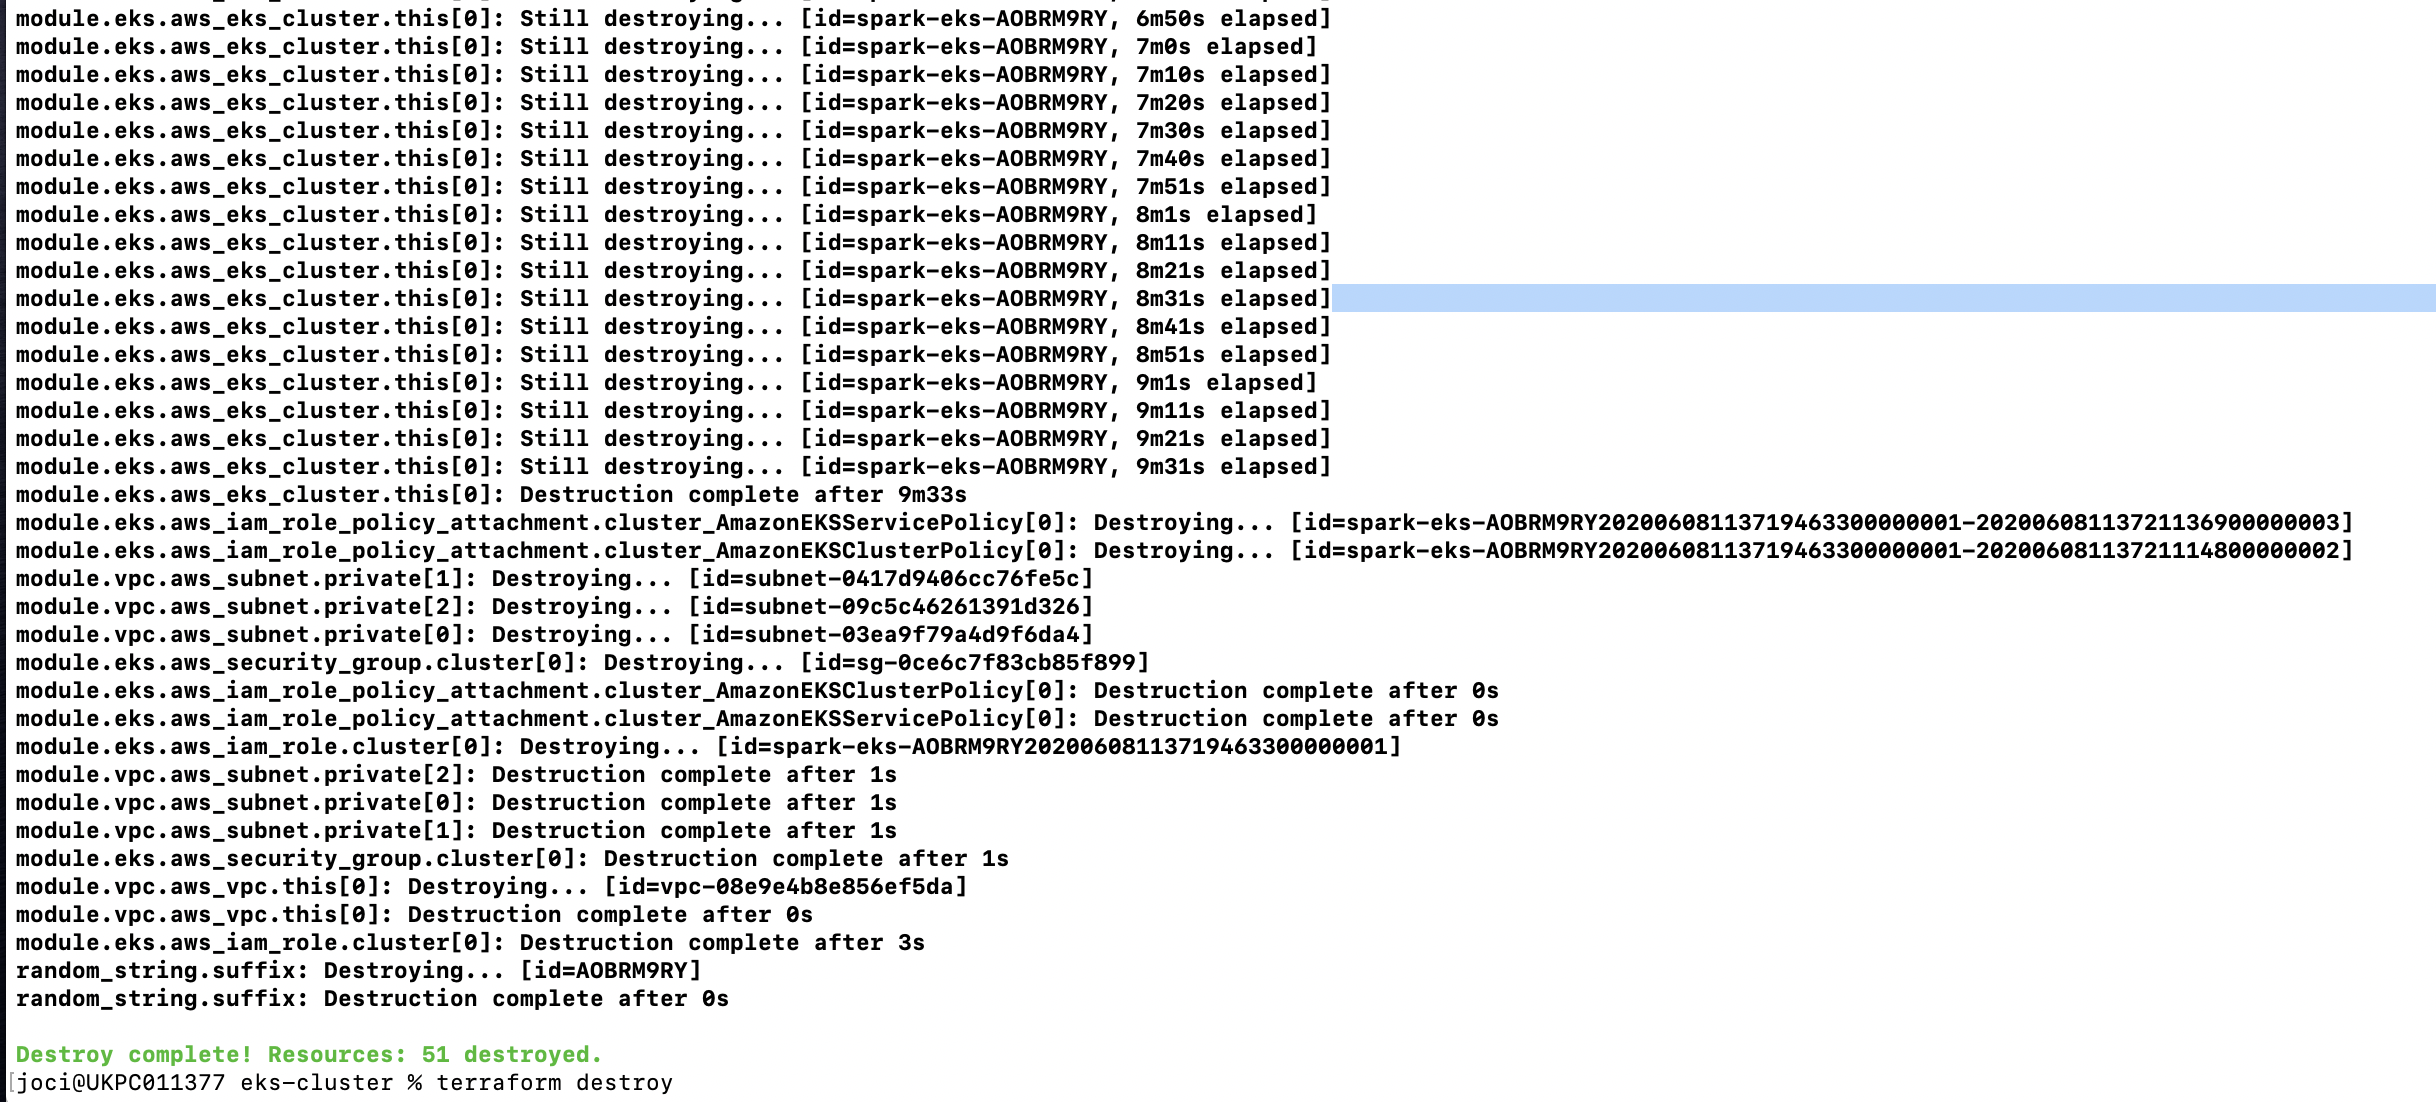 module.eks.aws_eks_cluster.this[0]: Still destroying... [id=spark-eks-AOBRM9RY, 6m50s elapsed]
module.eks.aws_eks_cluster.this[0]: Still destroying... [id=spark-eks-AOBRM9RY, 7m0s elapsed]
module.eks.aws_eks_cluster.this[0]: Still destroying... [id=spark-eks-AOBRM9RY, 7m10s elapsed]
module.eks.aws_eks_cluster.this[0]: Still destroying... [id=spark-eks-AOBRM9RY, 7m20s elapsed]
module.eks.aws_eks_cluster.this[0]: Still destroying... [id=spark-eks-AOBRM9RY, 7m30s elapsed]
module.eks.aws_eks_cluster.this[0]: Still destroying... [id=spark-eks-AOBRM9RY, 7m40s elapsed]
module.eks.aws_eks_cluster.this[0]: Still destroying... [id=spark-eks-AOBRM9RY, 7m51s elapsed]
module.eks.aws_eks_cluster.this[0]: Still destroying... [id=spark-eks-AOBRM9RY, 8m1s elapsed]
module.eks.aws_eks_cluster.this[0]: Still destroying... [id=spark-eks-AOBRM9RY, 8m11s elapsed]
module.eks.aws_eks_cluster.this[0]: Still destroying... [id=spark-eks-AOBRM9RY, 8m21s elapsed]
module.eks.aws_eks_cluster.this[0]: Still destroying... [id=spark-eks-AOBRM9RY, 8m31s elapsed]
module.eks.aws_eks_cluster.this[0]: Still destroying... [id=spark-eks-AOBRM9RY, 8m41s elapsed]
module.eks.aws_eks_cluster.this[0]: Still destroying... [id=spark-eks-AOBRM9RY, 8m51s elapsed]
module.eks.aws_eks_cluster.this[0]: Still destroying... [id=spark-eks-AOBRM9RY, 9m1s elapsed]
module.eks.aws_eks_cluster.this[0]: Still destroying... [id=spark-eks-AOBRM9RY, 9m11s elapsed]
module.eks.aws_eks_cluster.this[0]: Still destroying... [id=spark-eks-AOBRM9RY, 9m21s elapsed]
module.eks.aws_eks_cluster.this[0]: Still destroying... [id=spark-eks-AOBRM9RY, 9m31s elapsed]
module.eks.aws_eks_cluster.this[0]: Destruction complete after 9m33s
module.eks.aws_iam_role_policy_attachment.cluster_AmazonEKSServicePolicy[0]: Destroying... [id=spark-eks-AOBRM9RY20200608113719463300000001-20200608113721136900000003]
module.eks.aws_iam_role_policy_attachment.cluster_AmazonEKSClusterPolicy[0]: Destroying... [id=spark-eks-AOBRM9RY20200608113719463300000001-20200608113721114800000002]
module.vpc.aws_subnet.private[1]: Destroying... [id=subnet-0417d9406cc76fe5c]
module.vpc.aws_subnet.private[2]: Destroying... [id=subnet-09c5c46261391d326]
module.vpc.aws_subnet.private[0]: Destroying... [id=subnet-03ea9f79a4d9f6da4]
module.eks.aws_security_group.cluster[0]: Destroying... [id=sg-0ce6c7f83cb85f899]
module.eks.aws_iam_role_policy_attachment.cluster_AmazonEKSClusterPolicy[0]: Destruction complete after 0s
module.eks.aws_iam_role_policy_attachment.cluster_AmazonEKSServicePolicy[0]: Destruction complete after 0s
module.eks.aws_iam_role.cluster[0]: Destroying... [id=spark-eks-AOBRM9RY20200608113719463300000001]
module.vpc.aws_subnet.private[2]: Destruction complete after 1s
module.vpc.aws_subnet.private[0]: Destruction complete after 1s
module.vpc.aws_subnet.private[1]: Destruction complete after 1s
module.eks.aws_security_group.cluster[0]: Destruction complete after 1s
module.vpc.aws_vpc.this[0]: Destroying... [id=vpc-08e9e4b8e856ef5da]
module.vpc.aws_vpc.this[0]: Destruction complete after 0s
module.eks.aws_iam_role.cluster[0]: Destruction complete after 3s
random_string.suffix: Destroying... [id=AOBRM9RY]
random_string.suffix: Destruction complete after 0s
Destroy complete! Resources: 51 destroyed.
[joci@UKPC011377 eks-cluster % terraform destroy